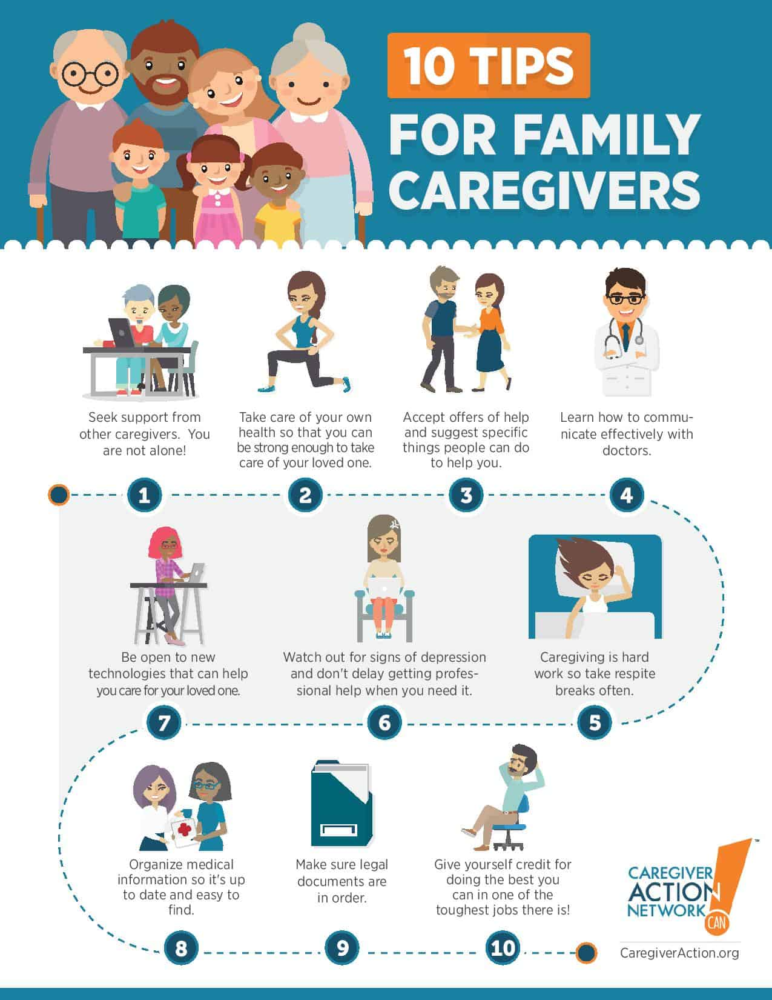 10 TIPS
FOR FAMILY
CAREGIVERS
Seek support from
other caregivers.  You
are not alone!
1
Take care of your own
health so that you can
be strong enough to take
care of your loved one.
2
Accept offers of help
and suggest specific
things people can do
to help you.
3
Learn how to commu-
nicate effectively with
doctors.
4
Caregiving is hard
work so take respite
breaks often.
5
Watch out for signs of depression
and don't delay getting profes-
sional help when you need it.
6
Be open to new
technologies that can help
you care for your loved one.
7
Organize medical
information so it's up
to date and easy to
find.
8
Make sure legal
documents are
in order.
9
Give yourself credit for
doing the best you
can in one of the
toughest jobs there is!
10
CAREGIVER
ACTION
NETWORK
CAN
™
CaregiverAction.org